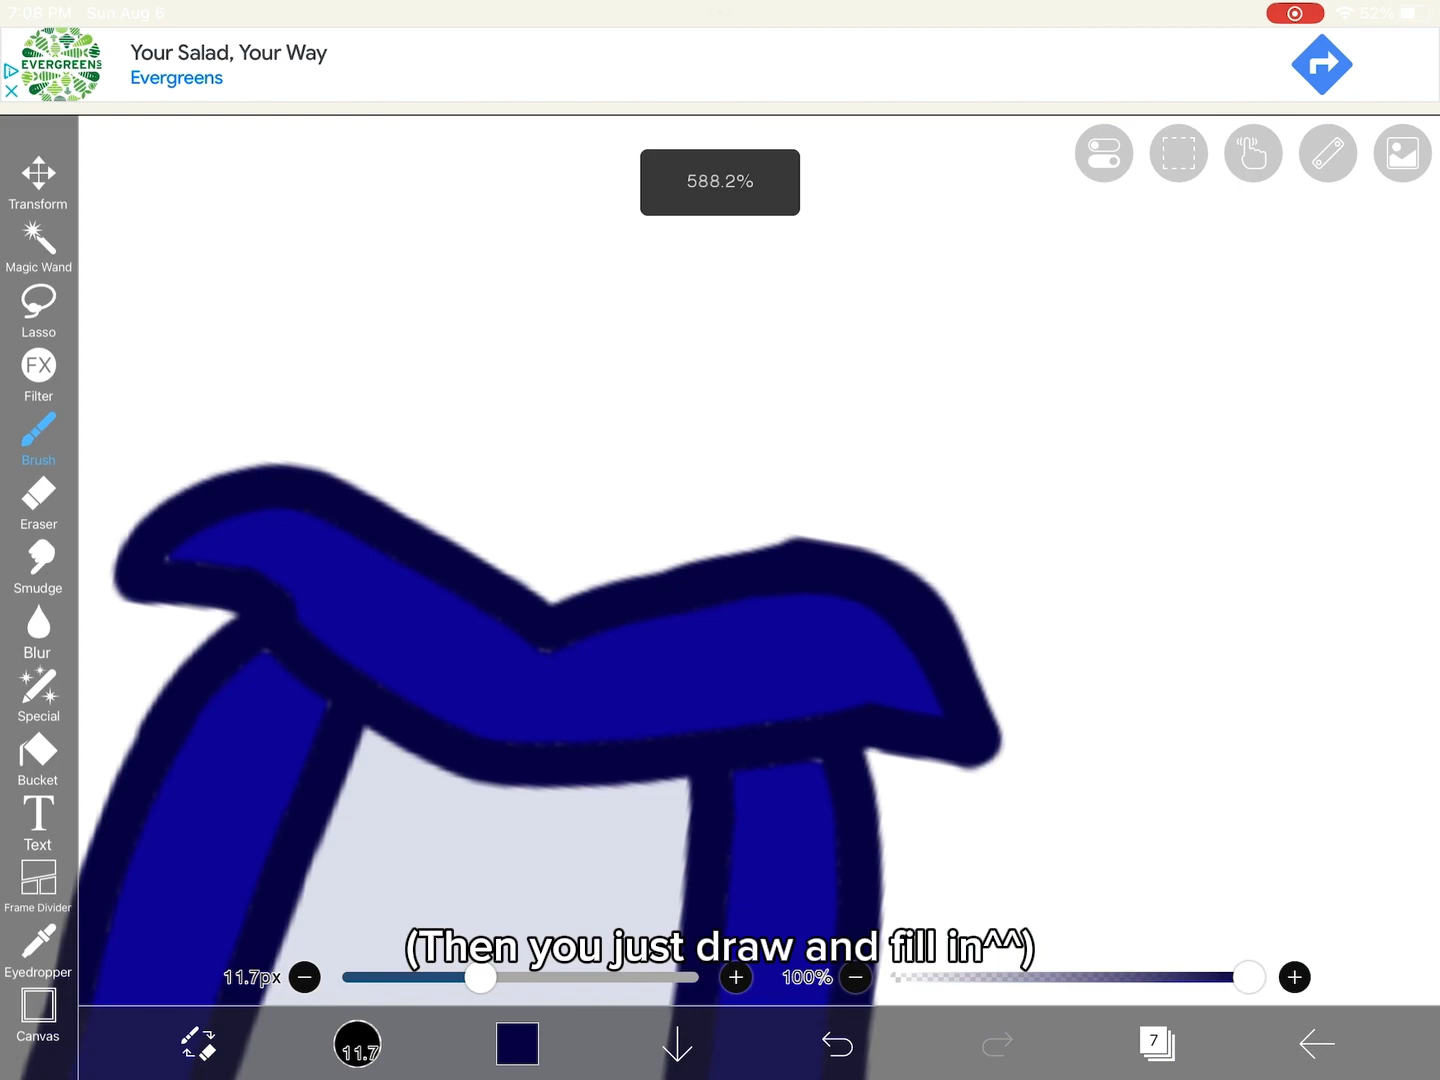 7:08 PM Sun Aug 6
52%
EVERGREENS
Your Salad, Your Way
Evergreens
588.2%
Transform
Magic Wand
Lasso
FX
Filter
Brush
Eraser
Smudge
Blur
Special
Bucket
T
Text
Frame Divider
Eyedropper
Canvas
(Then you just draw and fill in^^)
11.7px
100%
11.7
7